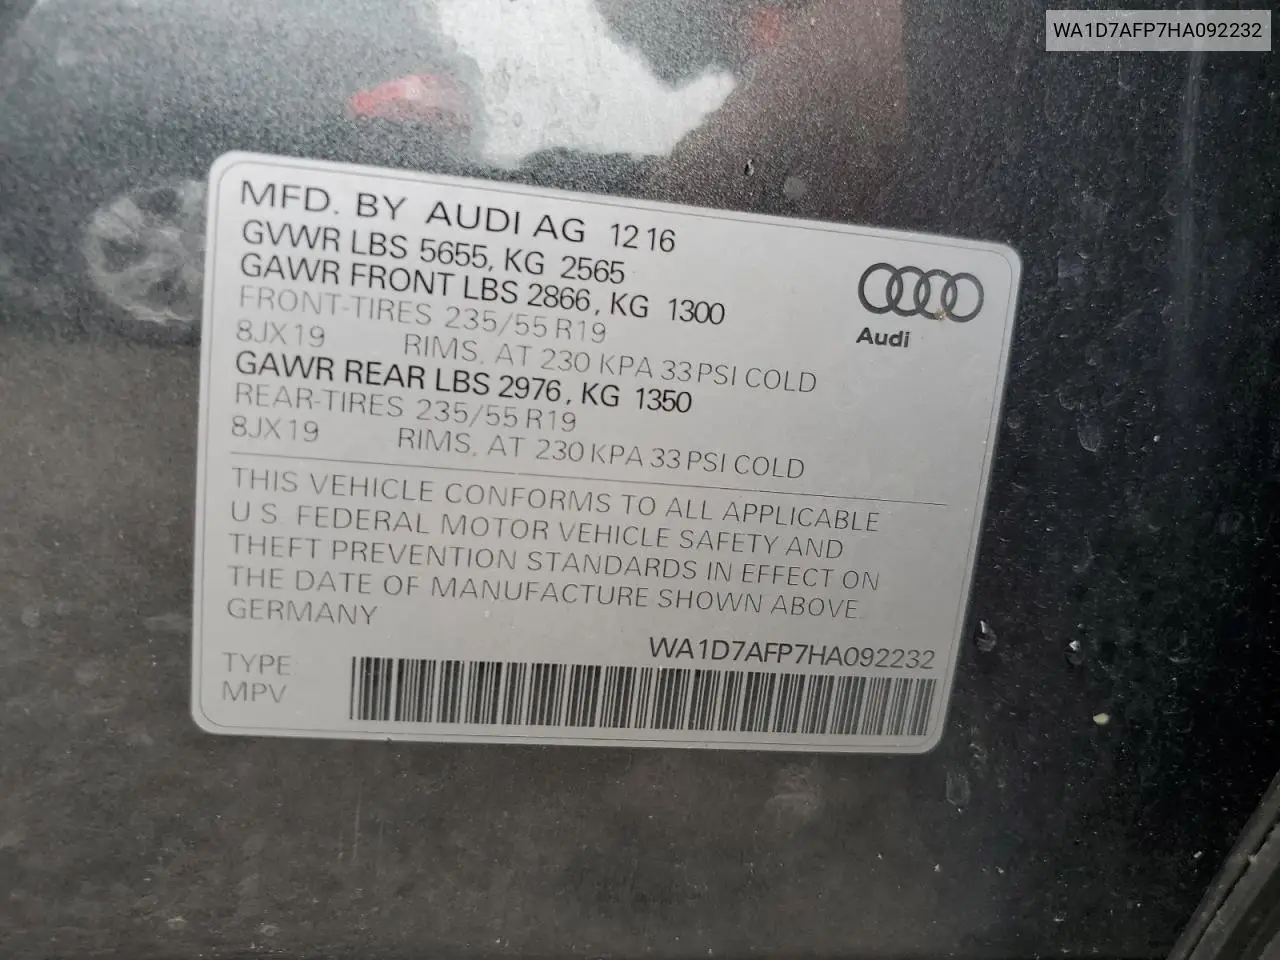 WA1D7AFP7HA092232
MFD. BY AUDI AG 12 16
GVWR LBS 5655, KG 2565
GAWR FRONT LBS 2866, KG 1300
FRONT-TIRES 235/55 R19
8JX19 RIMS, AT 230 KPA 33 PSI COLD
GAWR REAR LBS 2976, KG 1350
REAR-TIRES 235/55 R19
8JX19 RIMS, AT 230 KPA 33 PSI COLD
Audi
THIS VEHICLE CONFORMS TO ALL APPLICABLE
U S FEDERAL MOTOR VEHICLE SAFETY AND
THEFT PREVENTION STANDARDS IN EFFECT ON
THE DATE OF MANUFACTURE SHOWN ABOVE
GERMANY
WA1D7AFP7HA092232
TYPE
MPV